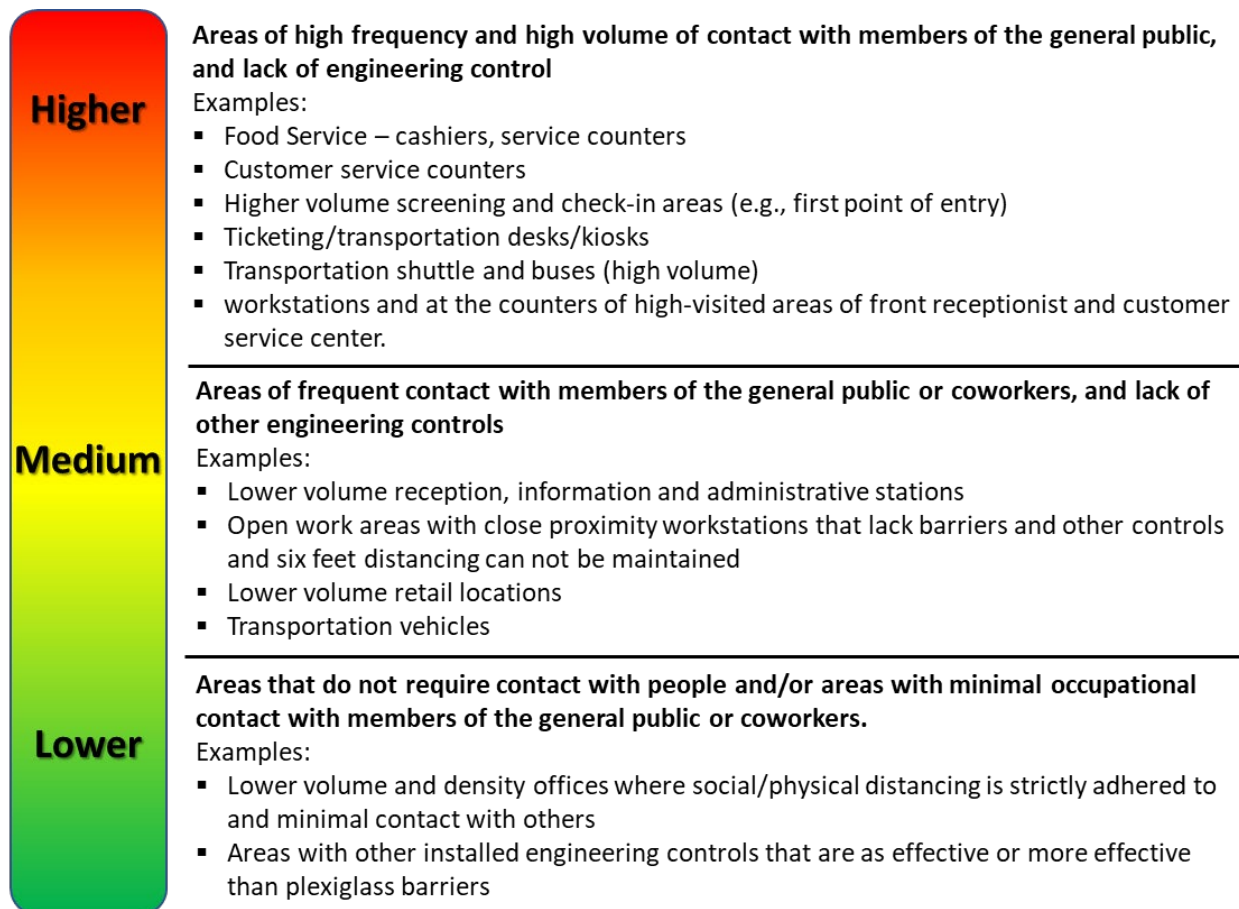 Higher
Areas of high frequency and high volume of contact with members of the general public,
and lack of engineering control
Examples:
▪ Food Service – cashiers, service counters
▪ Customer service counters
▪ Higher volume screening and check-in areas (e.g., first point of entry)
▪ Ticketing/transportation desks/kiosks
▪ Transportation shuttle and buses (high volume)
▪ workstations and at the counters of high-visited areas of front receptionist and customer
service center.
Medium
Areas of frequent contact with members of the general public or coworkers, and lack of
other engineering controls
Examples:
▪ Lower volume reception, information and administrative stations
▪ Open work areas with close proximity workstations that lack barriers and other controls
and six feet distancing can not be maintained
▪ Lower volume retail locations
▪ Transportation vehicles
Lower
Areas that do not require contact with people and/or areas with minimal occupational
contact with members of the general public or coworkers.
Examples:
▪ Lower volume and density offices where social/physical distancing is strictly adhered to
and minimal contact with others
▪ Areas with other installed engineering controls that are as effective or more effective
than plexiglass barriers